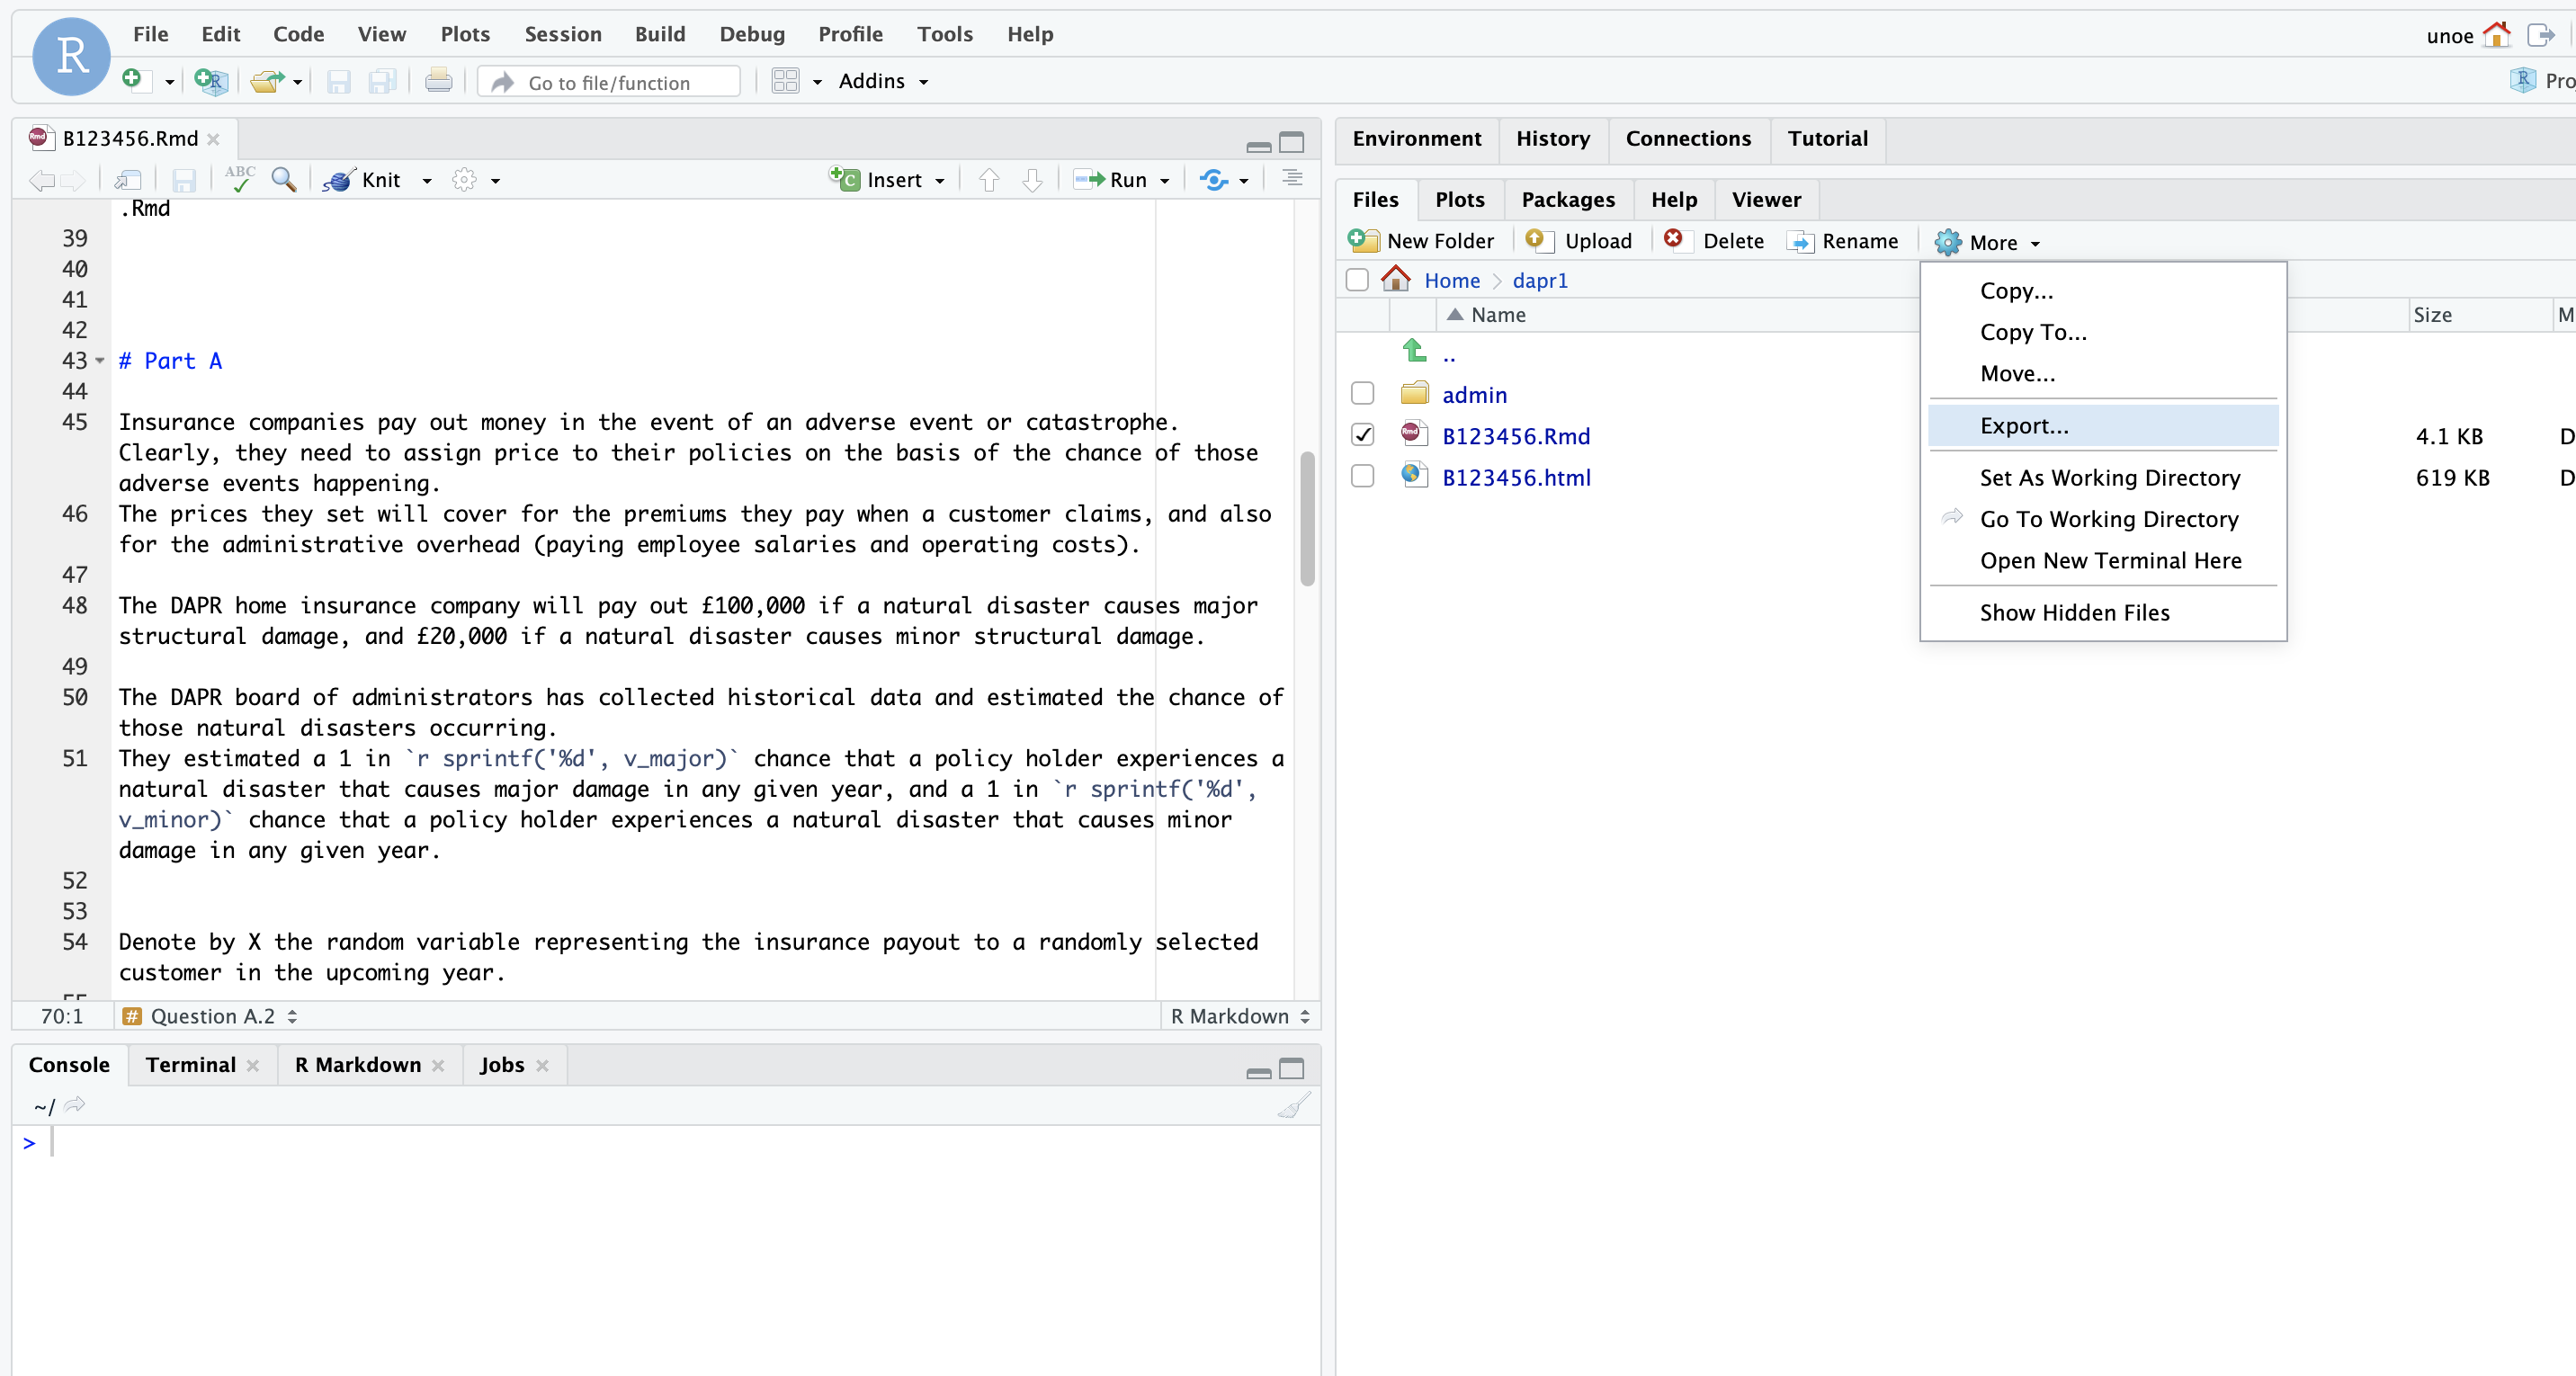 R
File Edit Code View Plots Session Build Debug Profile Tools Help
unoe
Go to file/function
Addins
B123456.Rmd
ABC
Knit
Insert
Run
.Rmd
39
40
41
42
43 # Part A
44
45 Insurance companies pay out money in the event of an adverse event or catastrophe.
Clearly, they need to assign price to their policies on the basis of the chance of those
adverse events happening.
46 The prices they set will cover for the premiums they pay when a customer claims, and also
for the administrative overhead (paying employee salaries and operating costs).
47
48 The DAPR home insurance company will pay out £100,000 if a natural disaster causes major
structural damage, and £20,000 if a natural disaster causes minor structural damage.
49
50 The DAPR board of administrators has collected historical data and estimated the chance of
those natural disasters occurring.
51 They estimated a 1 in `r sprintf('%d', v_major)` chance that a policy holder experiences a
natural disaster that causes major damage in any given year, and a 1 in `r sprintf('%d',
v_minor)` chance that a policy holder experiences a natural disaster that causes minor
damage in any given year.
52
53
54 Denote by X the random variable representing the insurance payout to a randomly selected
customer in the upcoming year.
70:1 # Question A.2 R Markdown
Console Terminal R Markdown Jobs
~/
>
Environment History Connections Tutorial
Files Plots Packages Help Viewer
New Folder Upload Delete Rename More
Home dapr1
Name Size
..
admin
B123456.Rmd 4.1 KB
B123456.html 619 KB
Copy...
Copy To...
Move...
Export...
Set As Working Directory
Go To Working Directory
Open New Terminal Here
Show Hidden Files